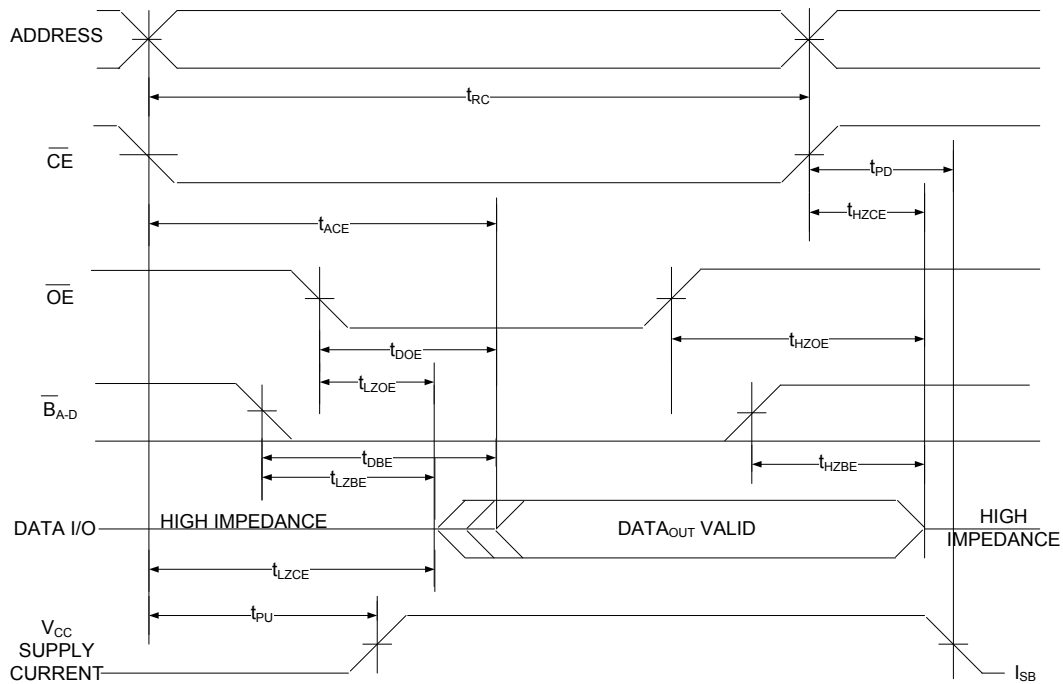 ADDRESS
tRC
CE
tPD
tHZCE
tACE
OE
tDOE
tHZOE
tLZOE
BA-D
tDBE
tHZBE
tLZBE
DATA I/O
HIGH IMPEDANCE
DATAOUT VALID
HIGH
IMPEDANCE
tLZCE
tPU
VCC
SUPPLY
CURRENT
ISB